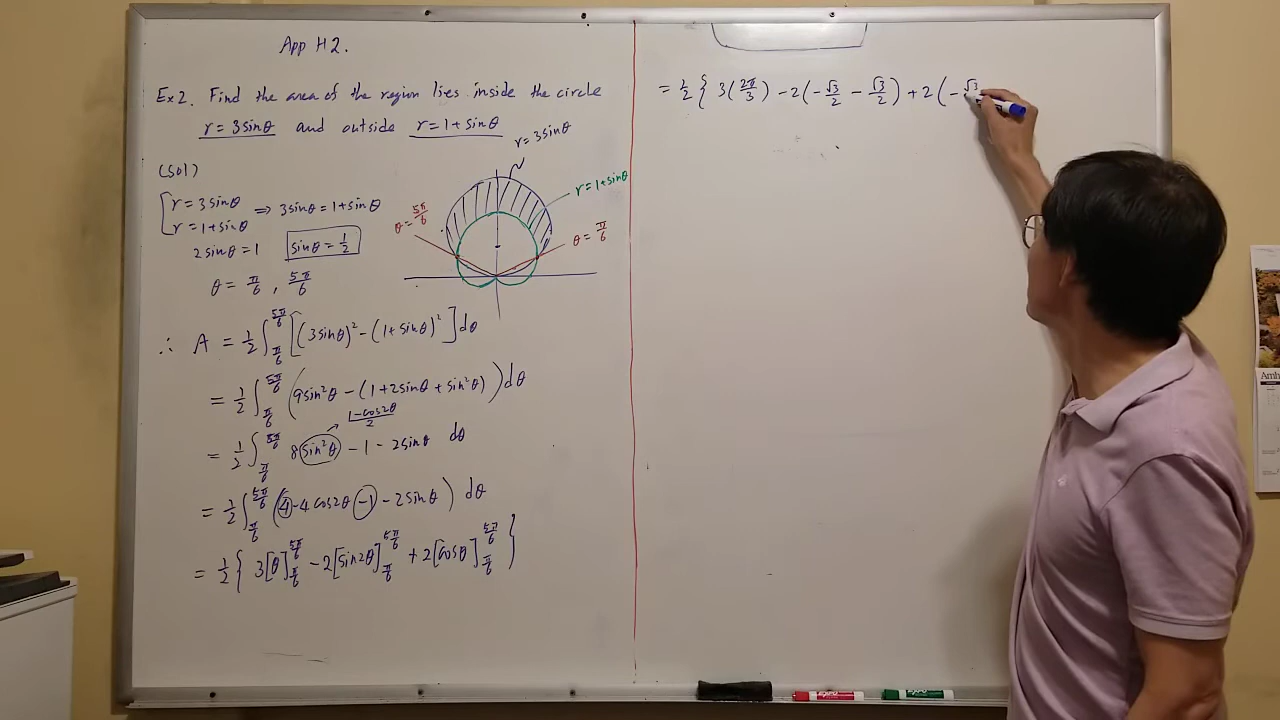 App H2.
Ex2. Find the area of the region lies inside the circle
r = 3sinθ and outside r = 1 + sinθ
(sol)
r = 3sinθ
r = 1 + sinθ
⇒ 3sinθ = 1 + sinθ
2sinθ = 1 sinθ = 1/2
θ = π/6 , 5π/6
r = 3sinθ
r = 1 + sinθ
θ = 5π/6
θ = π/6
∴ A = 1/2 ∫_{π/6}^{5π/6} [(3sinθ)² - (1 + sinθ)²] dθ
= 1/2 ∫_{π/6}^{5π/6} (9sin²θ - (1 + 2sinθ + sin²θ)) dθ
1-cos2θ/2
= 1/2 ∫_{π/6}^{5π/6} 8 sin²θ - 1 - 2sinθ dθ
= 1/2 ∫_{π/6}^{5π/6} (4 - 4cos2θ - 1 - 2sinθ) dθ
= 1/2 { 3[θ]_{π/6}^{5π/6} - 2[sin2θ]_{π/6}^{5π/6} + 2[cosθ]_{π/6}^{5π/6} }
= 1/2 { 3(2π/3) - 2(-√3/2 - √3/2) + 2(-√3
EXPO
EXPO
Amh